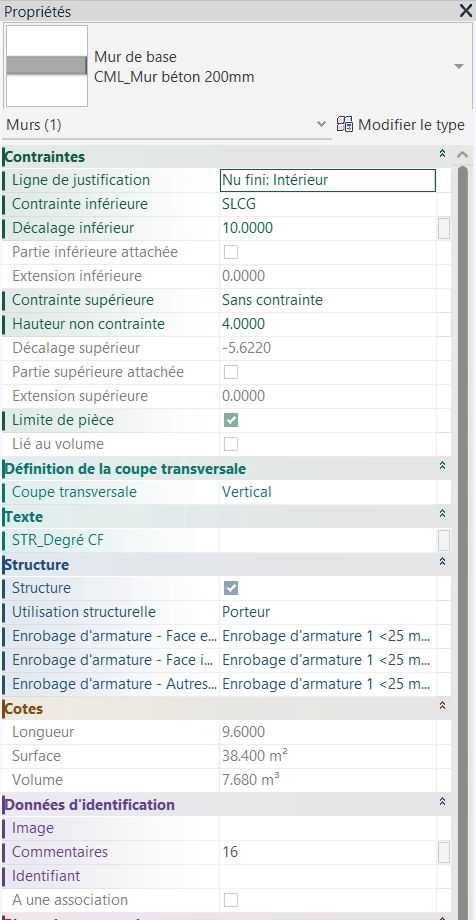 Propriétés
Mur de base
CML_Mur béton 200mm
Murs (1)
Modifier le type
Contraintes
Ligne de justification Nu fini: Intérieur
Contrainte inférieure SLCG
Décalage inférieur 10.0000
Partie inférieure attachée
Extension inférieure 0.0000
Contrainte supérieure Sans contrainte
Hauteur non contrainte 4.0000
Décalage supérieur -5.6220
Partie supérieure attachée
Extension supérieure 0.0000
Limite de pièce
Lié au volume
Définition de la coupe transversale
Coupe transversale Vertical
Texte
STR_Degré CF
Structure
Structure
Utilisation structurelle Porteur
Enrobage d'armature - Face e... Enrobage d'armature 1 <25 m...
Enrobage d'armature - Face i... Enrobage d'armature 1 <25 m...
Enrobage d'armature - Autres... Enrobage d'armature 1 <25 m...
Cotes
Longueur 9.6000
Surface 38.400 m²
Volume 7.680 m³
Données d'identification
Image
Commentaires 16
Identifiant
A une association